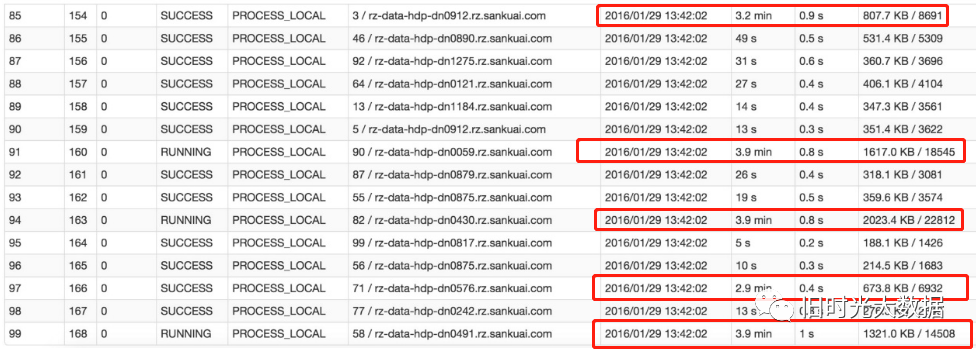 85 154 0 SUCCESS PROCESS_LOCAL 3 / rz-data-hdp-dn0912.rz.sankuai.com 2016/01/29 13:42:02 3.2 min 0.9 s 807.7 KB / 8691
86 155 0 SUCCESS PROCESS_LOCAL 46 / rz-data-hdp-dn0890.rz.sankuai.com 2016/01/29 13:42:02 49 s 0.5 s 531.4 KB / 5309
87 156 0 SUCCESS PROCESS_LOCAL 92 / rz-data-hdp-dn1275.rz.sankuai.com 2016/01/29 13:42:02 31 s 0.6 s 360.7 KB / 3696
88 157 0 SUCCESS PROCESS_LOCAL 64 / rz-data-hdp-dn0121.rz.sankuai.com 2016/01/29 13:42:02 27 s 0.4 s 406.1 KB / 4104
89 158 0 SUCCESS PROCESS_LOCAL 13 / rz-data-hdp-dn1184.rz.sankuai.com 2016/01/29 13:42:02 14 s 0.4 s 347.3 KB / 3561
90 159 0 SUCCESS PROCESS_LOCAL 5 / rz-data-hdp-dn0912.rz.sankuai.com 2016/01/29 13:42:02 13 s 0.3 s 351.4 KB / 3622
91 160 0 RUNNING PROCESS_LOCAL 90 / rz-data-hdp-dn0059.rz.sankuai.com 2016/01/29 13:42:02 3.9 min 0.8 s 1617.0 KB / 18545
92 161 0 SUCCESS PROCESS_LOCAL 87 / rz-data-hdp-dn0879.rz.sankuai.com 2016/01/29 13:42:02 26 s 0.4 s 318.1 KB / 3081
93 162 0 SUCCESS PROCESS_LOCAL 55 / rz-data-hdp-dn0875.rz.sankuai.com 2016/01/29 13:42:02 19 s 0.5 s 359.6 KB / 3574
94 163 0 RUNNING PROCESS_LOCAL 82 / rz-data-hdp-dn0430.rz.sankuai.com 2016/01/29 13:42:02 3.9 min 0.8 s 2023.4 KB / 22812
95 164 0 SUCCESS PROCESS_LOCAL 99 / rz-data-hdp-dn0817.rz.sankuai.com 2016/01/29 13:42:02 5 s 0.2 s 188.1 KB / 1426
96 165 0 SUCCESS PROCESS_LOCAL 56 / rz-data-hdp-dn0875.rz.sankuai.com 2016/01/29 13:42:02 10 s 0.3 s 214.5 KB / 1683
97 166 0 SUCCESS PROCESS_LOCAL 71 / rz-data-hdp-dn0576.rz.sankuai.com 2016/01/29 13:42:02 2.9 min 0.4 s 673.8 KB / 6932
98 167 0 SUCCESS PROCESS_LOCAL 77 / rz-data-hdp-dn0242.rz.sankuai.com 2016/01/29 13:42:02 13 s
旧时光大数据
99 168 0 RUNNING PROCESS_LOCAL 58 / rz-data-hdp-dn0491.rz.sankuai.com 2016/01/29 13:42:02 3.9 min 1 s 1321.0 KB / 14508